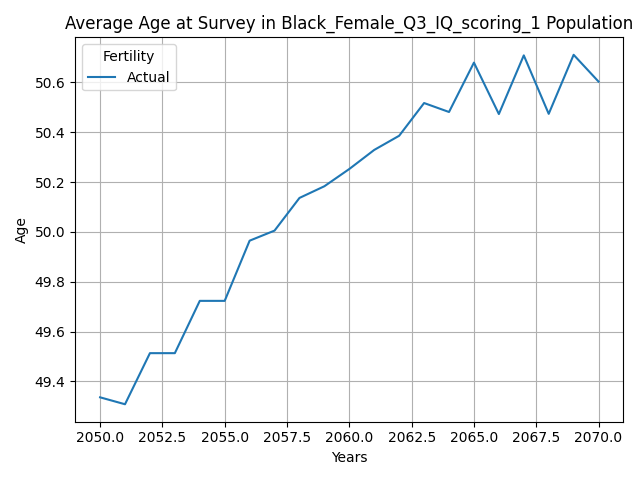 Average Age at Survey in Black_Female_Q3_IQ_scoring_1 Population
Fertility
Actual
Age
50.6
50.4
50.2
50.0
49.8
49.6
49.4
2050.0 2052.5 2055.0 2057.5 2060.0 2062.5 2065.0 2067.5 2070.0
Years